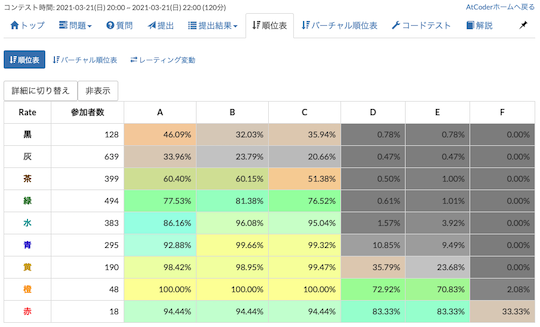 コンテスト時間: 2021-03-21(日) 20:00 ~ 2021-03-21(日) 22:00 (120分) AtCoderホームへ戻る
トップ 問題 質問 提出 提出結果 順位表 バーチャル順位表 コードテスト 解説
順位表 バーチャル順位表 レーティング変動
詳細に切り替え 非表示
Rate 参加者数 A B C D E F
黒 128 46.09% 32.03% 35.94% 0.78% 0.78% 0.00%
灰 639 33.96% 23.79% 20.66% 0.47% 0.47% 0.00%
茶 399 60.40% 60.15% 51.38% 0.50% 1.00% 0.00%
緑 494 77.53% 81.38% 76.52% 0.61% 1.01% 0.00%
水 383 86.16% 96.08% 95.04% 1.57% 3.92% 0.00%
青 295 92.88% 99.66% 99.32% 10.85% 9.49% 0.00%
黄 190 98.42% 98.95% 99.47% 35.79% 23.68% 0.00%
橙 48 100.00% 100.00% 100.00% 72.92% 70.83% 2.08%
赤 18 94.44% 94.44% 94.44% 83.33% 83.33% 33.33%